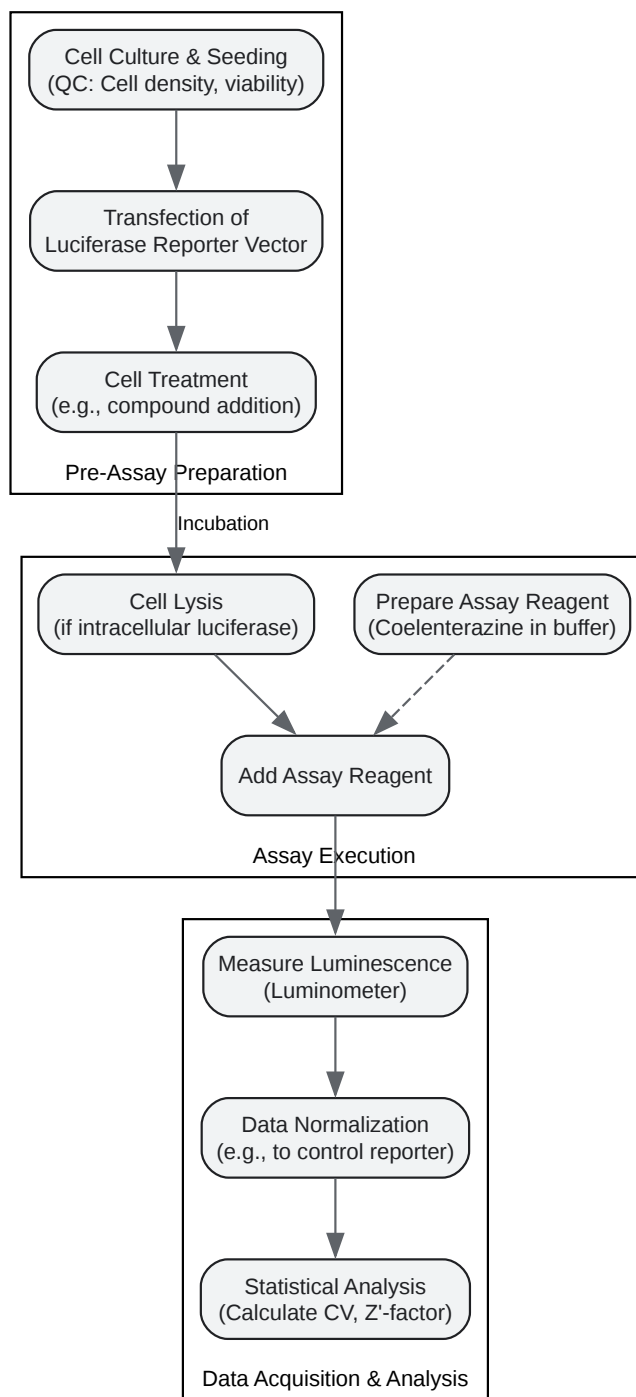 Cell Culture & Seeding
(QC: Cell density, viability)
Transfection of
Luciferase Reporter Vector
Cell Treatment
(e.g., compound addition)
Pre-Assay Preparation
Incubation
Cell Lysis
(if intracellular luciferase)
Prepare Assay Reagent
(Coelenterazine in buffer)
Add Assay Reagent
Assay Execution
Measure Luminescence
(Luminometer)
Data Normalization
(e.g., to control reporter)
Statistical Analysis
(Calculate CV, Z'-factor)
Data Acquisition & Analysis